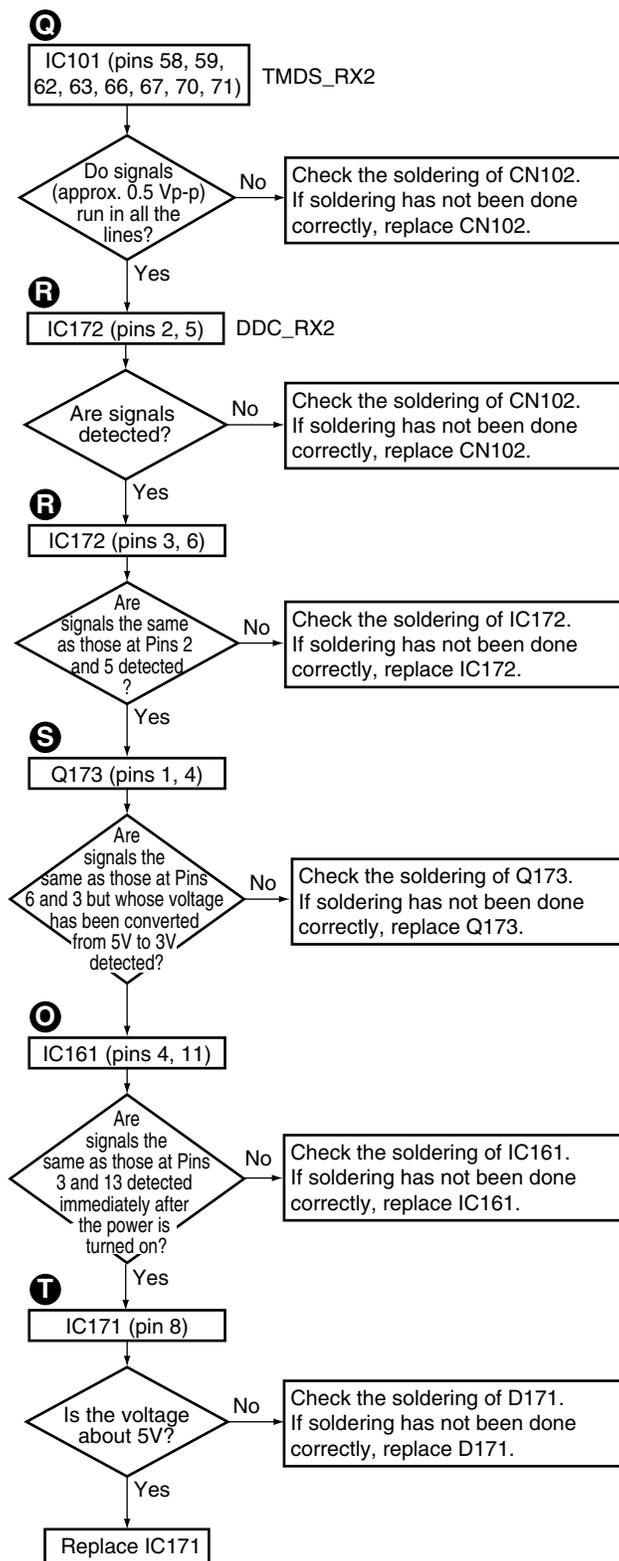 Q
IC101 (pins 58, 59,
62, 63, 66, 67, 70, 71)
TMDS_RX2
Do signals
(approx. 0.5 Vp-p)
run in all the
lines?
No
Check the soldering of CN102.
If soldering has not been done
correctly, replace CN102.
Yes
R
IC172 (pins 2, 5)
DDC_RX2
Are signals
detected?
No
Check the soldering of CN102.
If soldering has not been done
correctly, replace CN102.
Yes
R
IC172 (pins 3, 6)
Are
signals the same
as those at Pins 2
and 5 detected
?
No
Check the soldering of IC172.
If soldering has not been done
correctly, replace IC172.
Yes
S
Q173 (pins 1, 4)
Are
signals the
same as those at Pins
6 and 3 but whose voltage
has been converted
from 5V to 3V
detected?
No
Check the soldering of Q173.
If soldering has not been done
correctly, replace Q173.
O
IC161 (pins 4, 11)
Are
signals the
same as those at Pins
3 and 13 detected
immediately after
the power is
turned on?
No
Check the soldering of IC161.
If soldering has not been done
correctly, replace IC161.
Yes
T
IC171 (pin 8)
Is the voltage
about 5V?
No
Check the soldering of D171.
If soldering has not been done
correctly, replace D171.
Yes
Replace IC171